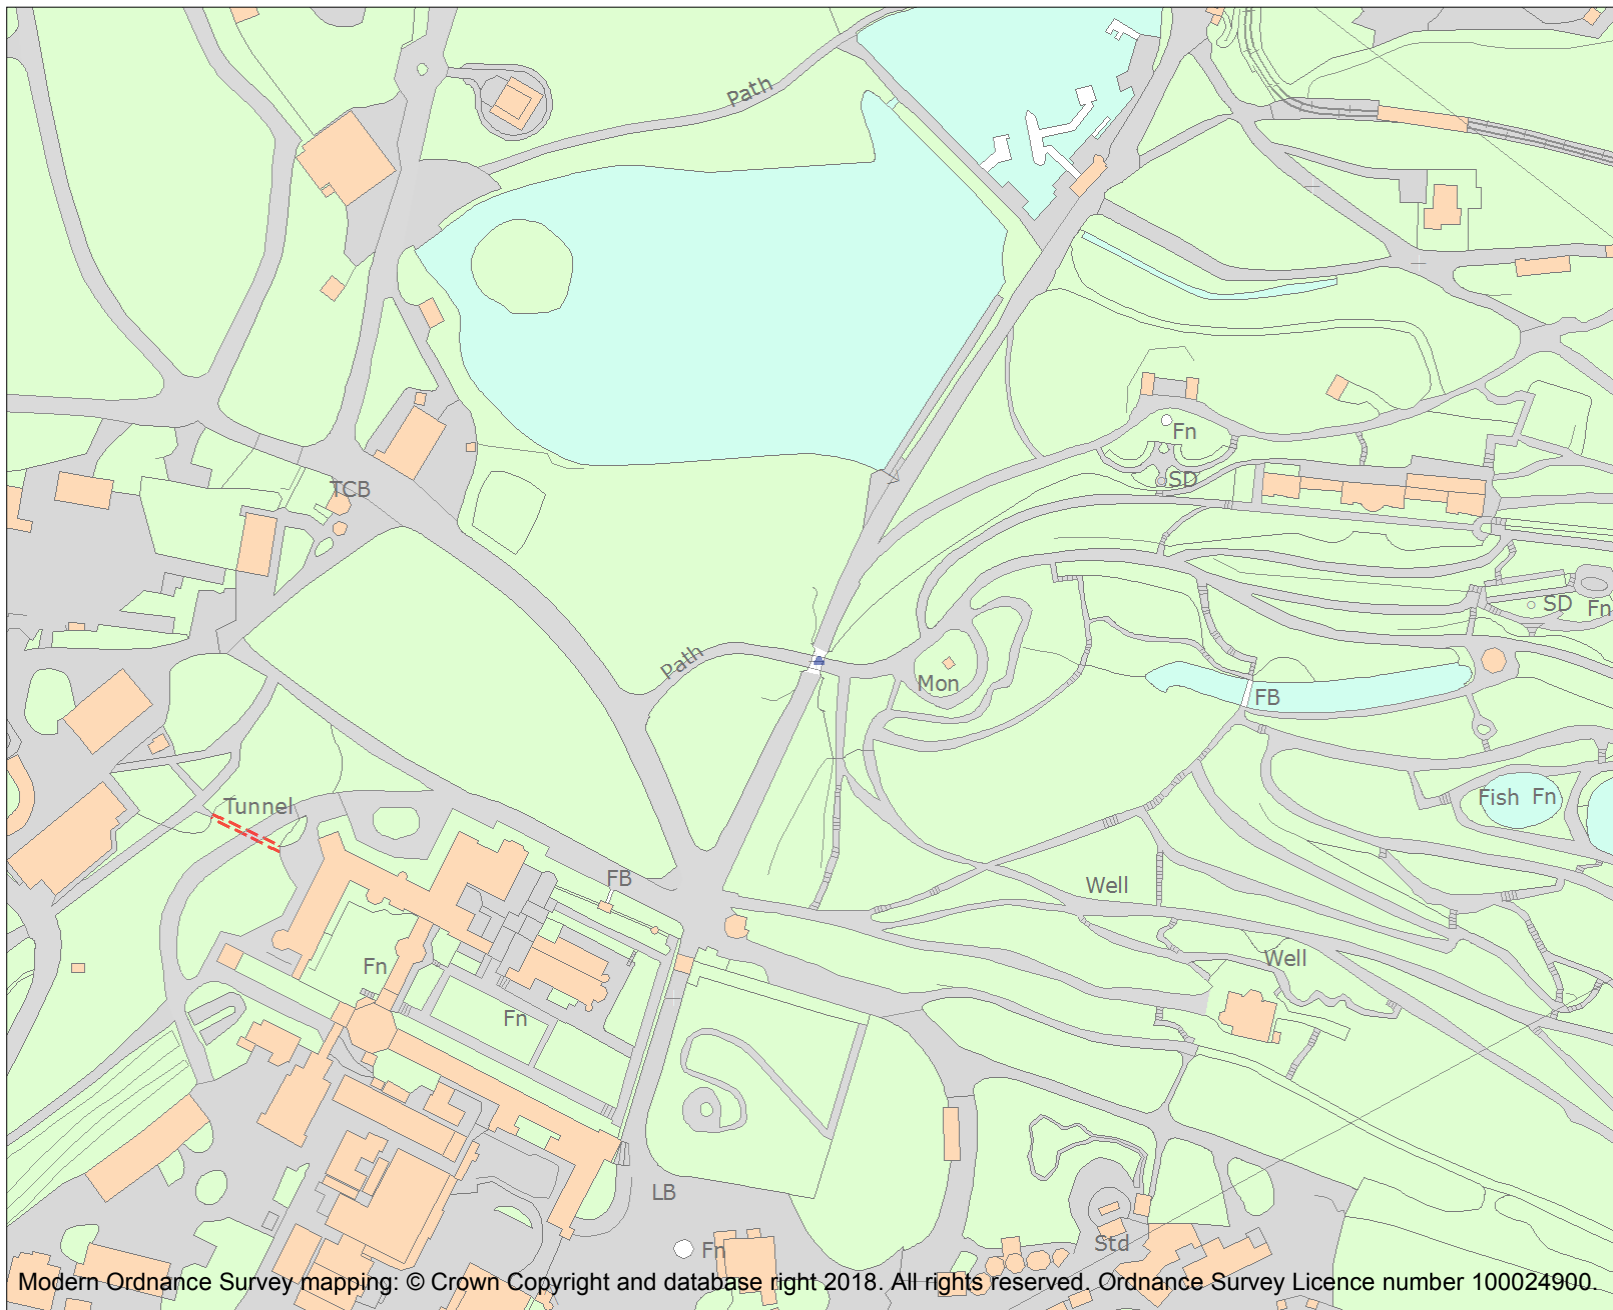 Path
Fn
SD
TCB
SD
Fn
Path
Mon
FB
Tunnel
Fish Fn
FB
Well
Well
Fn
Fn
LB
Std
Fn
Modern Ordnance Survey mapping: © Crown Copyright and database right 2018. All rights reserved. Ordnance Survey Licence number 100024900.